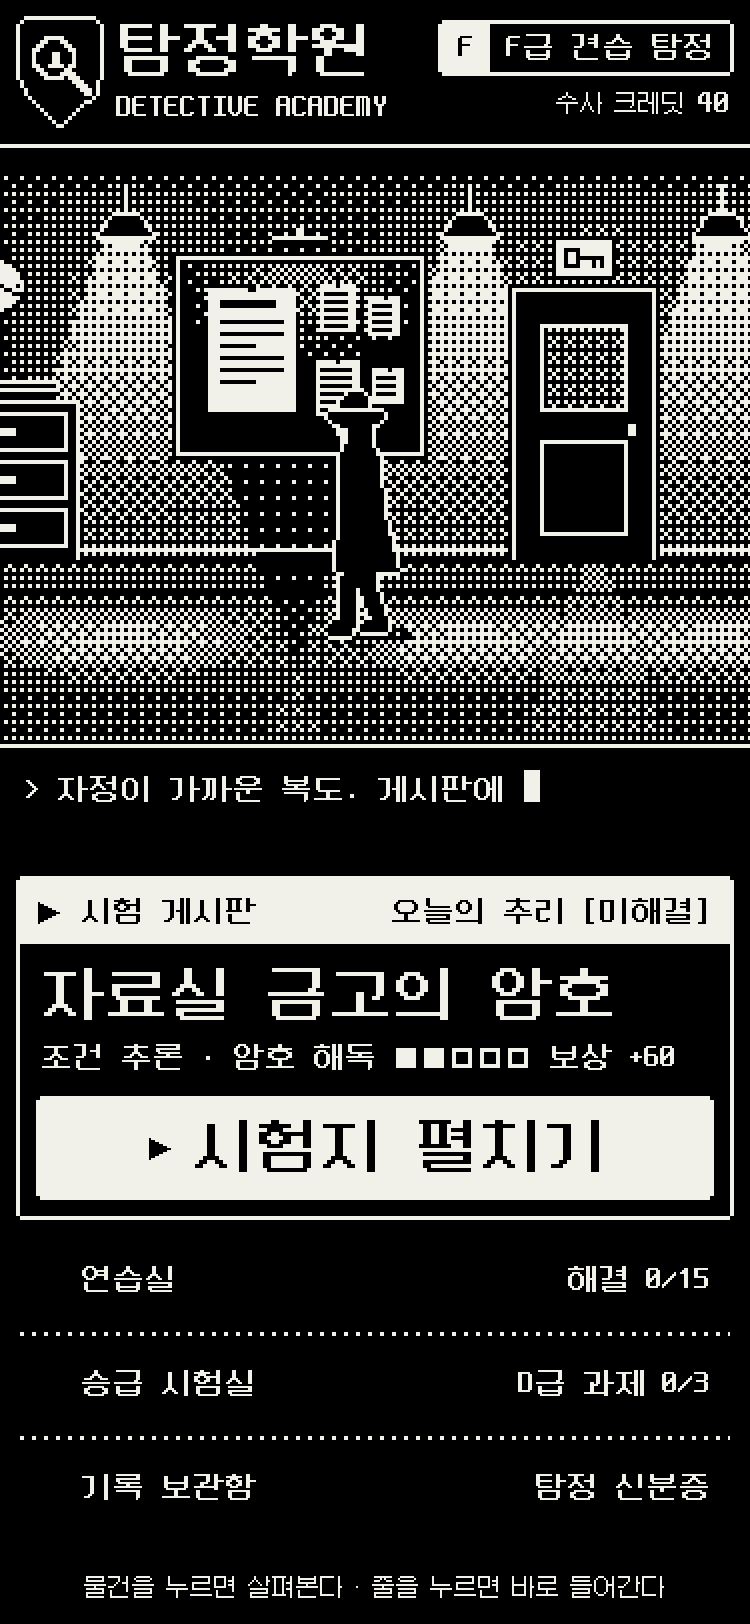 탐정학원
DETECTIVE ACADEMY
F F급 견습 탐정
수사 크레딧 40
> 자정이 가까운 복도. 게시판에
▶ 시험 게시판 오늘의 추리 [미해결]
자료실 금고의 암호
조건 추론 · 암호 해독 ■■□□□ 보상 +60
▶ 시험지 펼치기
연습실 해결 0/15
승급 시험실 D급 과제 0/3
기록 보관함 탐정 신분증
물건을 누르면 살펴본다 · 줄을 누르면 바로 들어간다